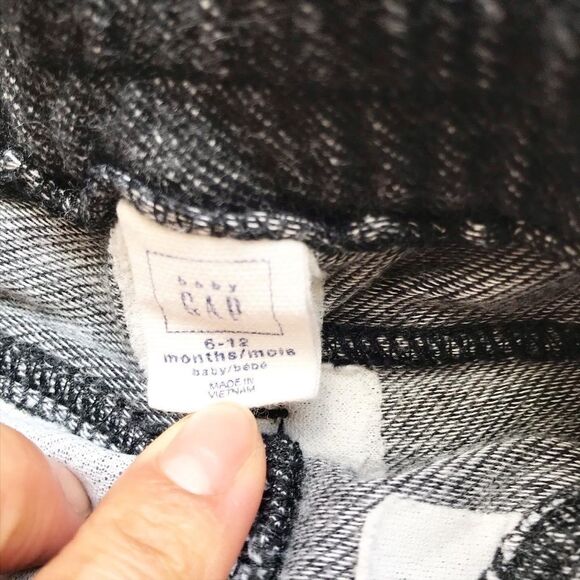 baby
GAP
6-12
months/mois
baby/bébé
MADE IN
VIETNAM